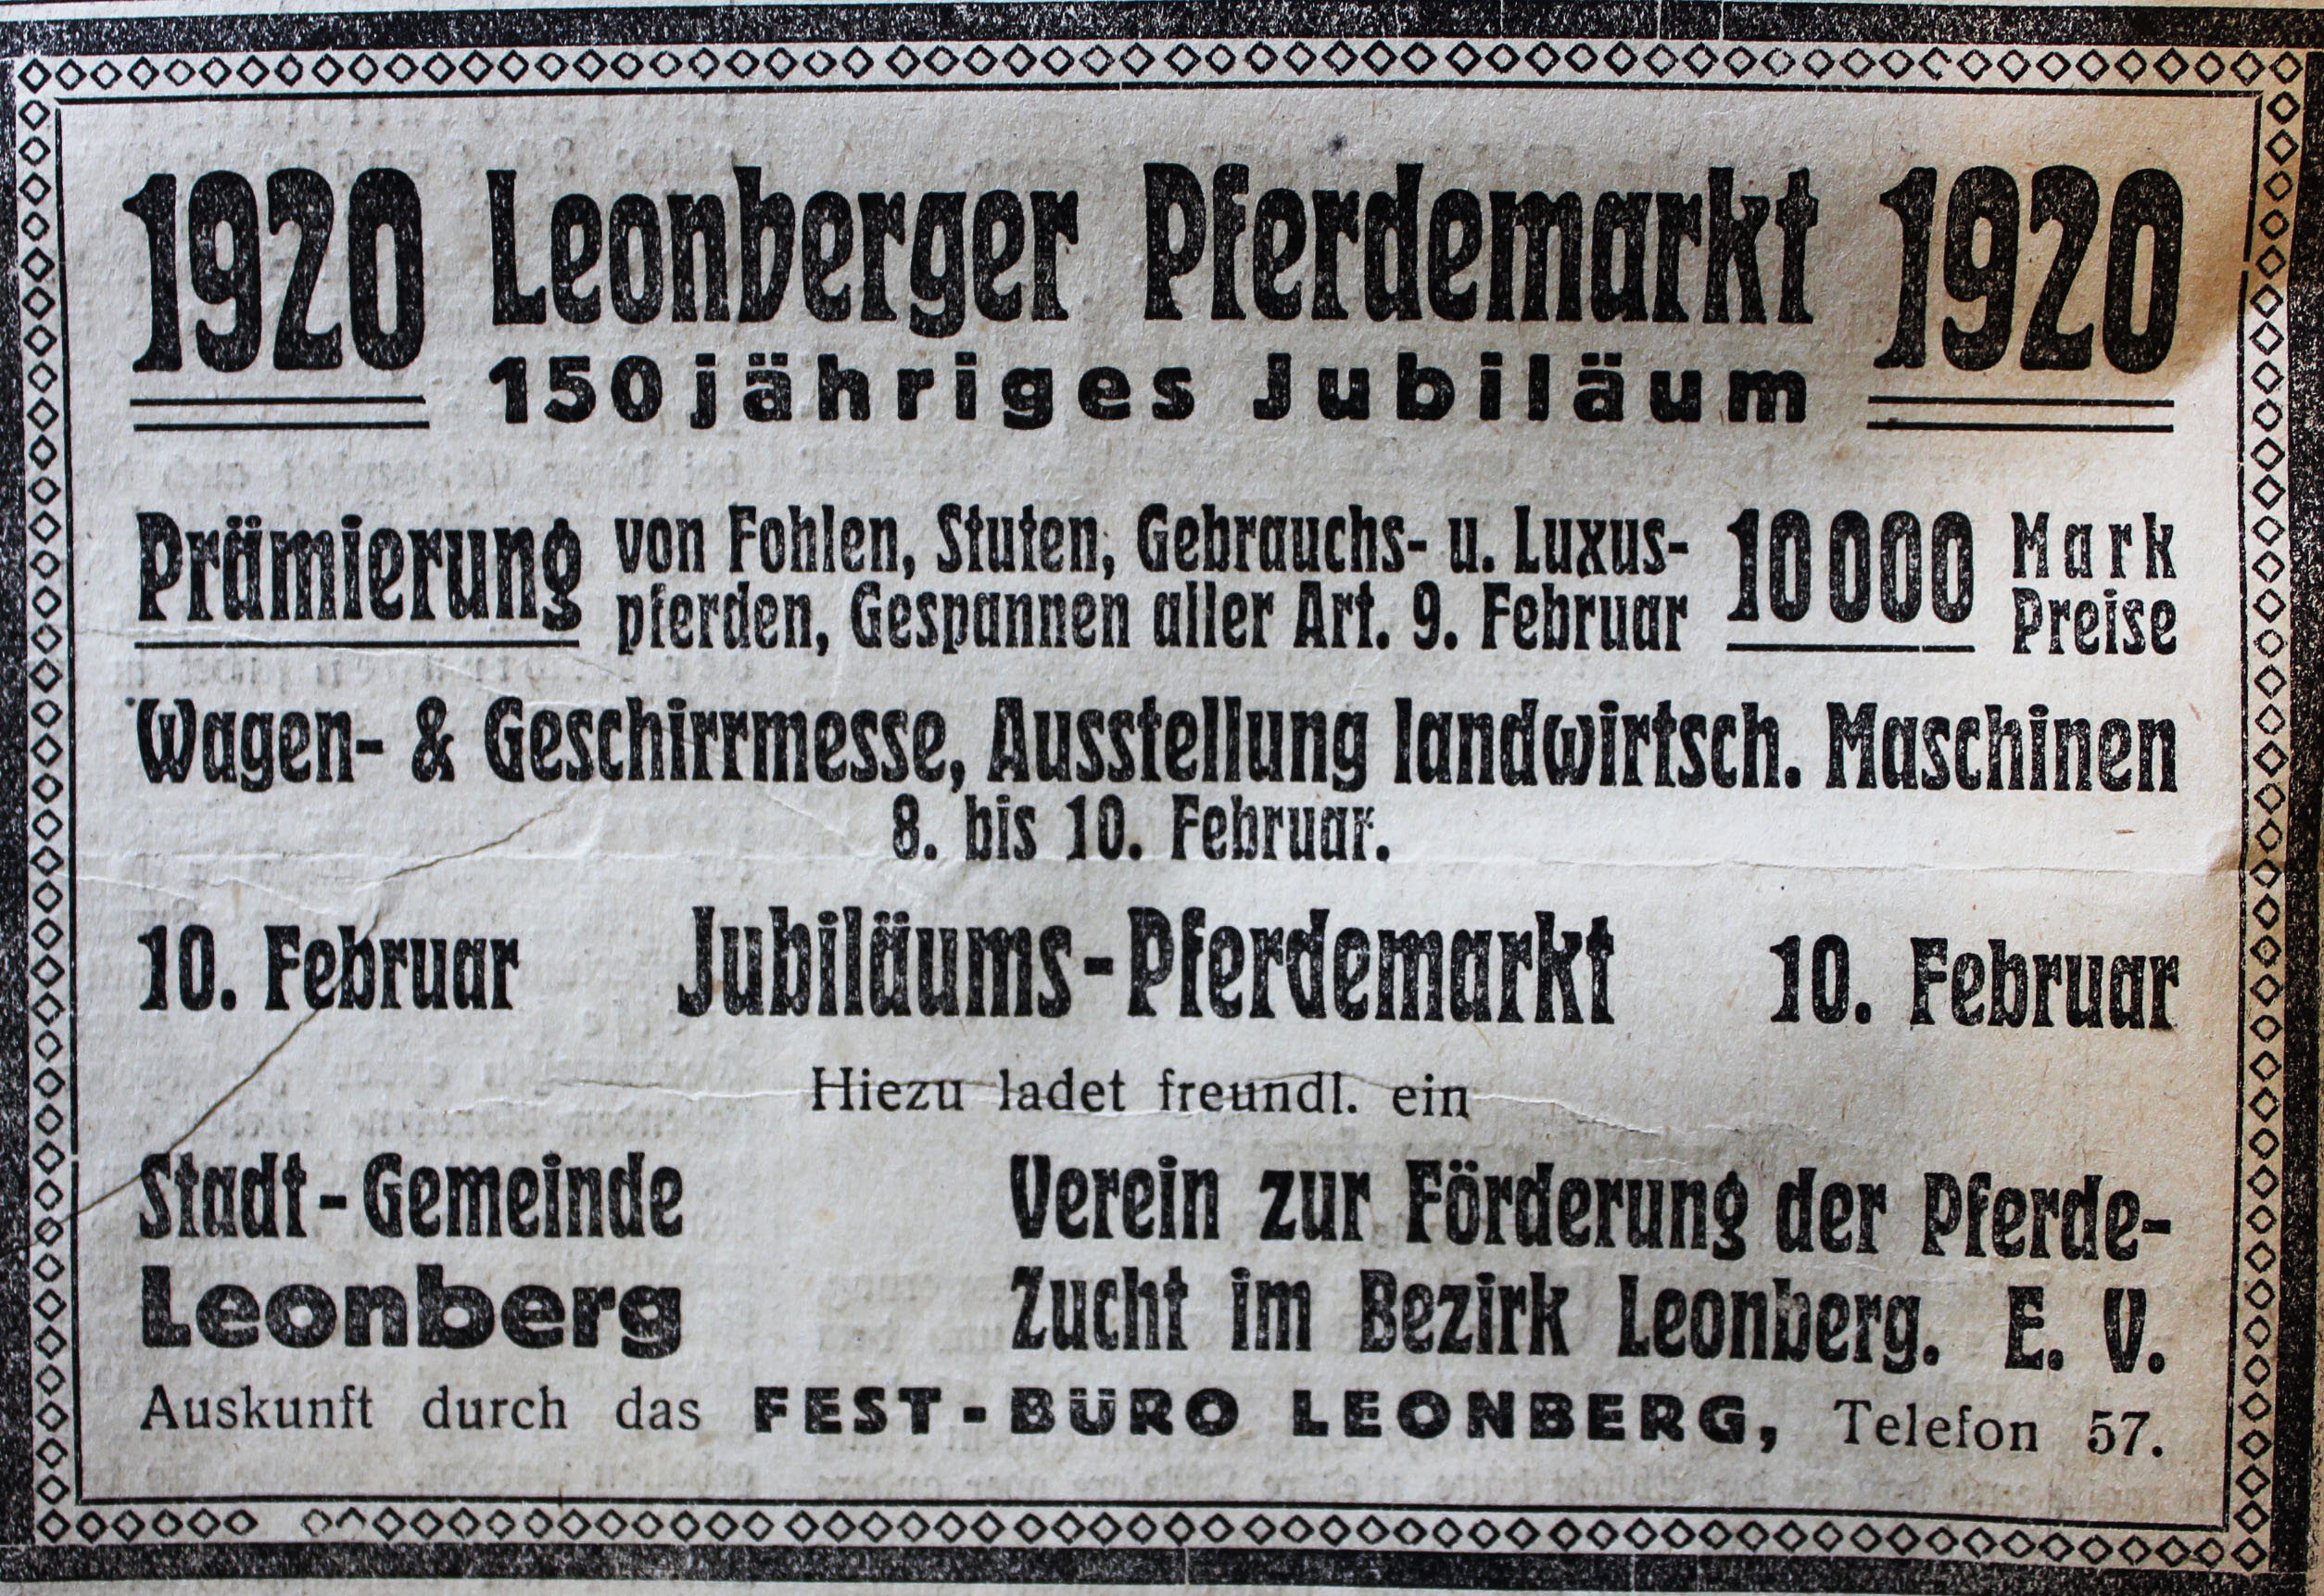 1920 Leonberger Pferdemarkt 1920
150jähriges Jubiläum
Prämierung von Fohlen, Stuten, Gebrauchs- u. Luxus-
pferden, Gespannen aller Art. 9. Februar 10000 Mark
Preise
Wagen- & Geschirrmesse, Ausstellung landwirtsch. Maschinen
8. bis 10. Februar.
10. Februar Jubiläums-Pferdemarkt 10. Februar
Hiezu ladet freundl. ein
Stadt-Gemeinde
Leonberg
Verein zur Förderung der Pferde-
Zucht im Bezirk Leonberg. E. V.
Auskunft durch das FEST-BÜRO LEONBERG, Telefon 57.